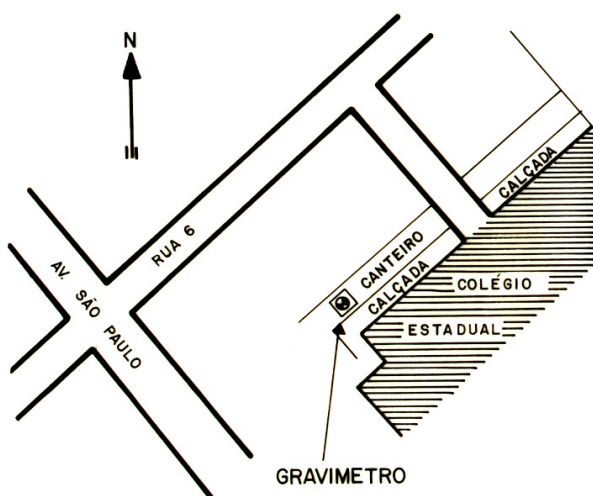 N
CALÇADA
RUA 6
CANTEIRO
CALÇADA
AV. SÃO PAULO
COLÉGIO
ESTADUAL
GRAVIMETRO